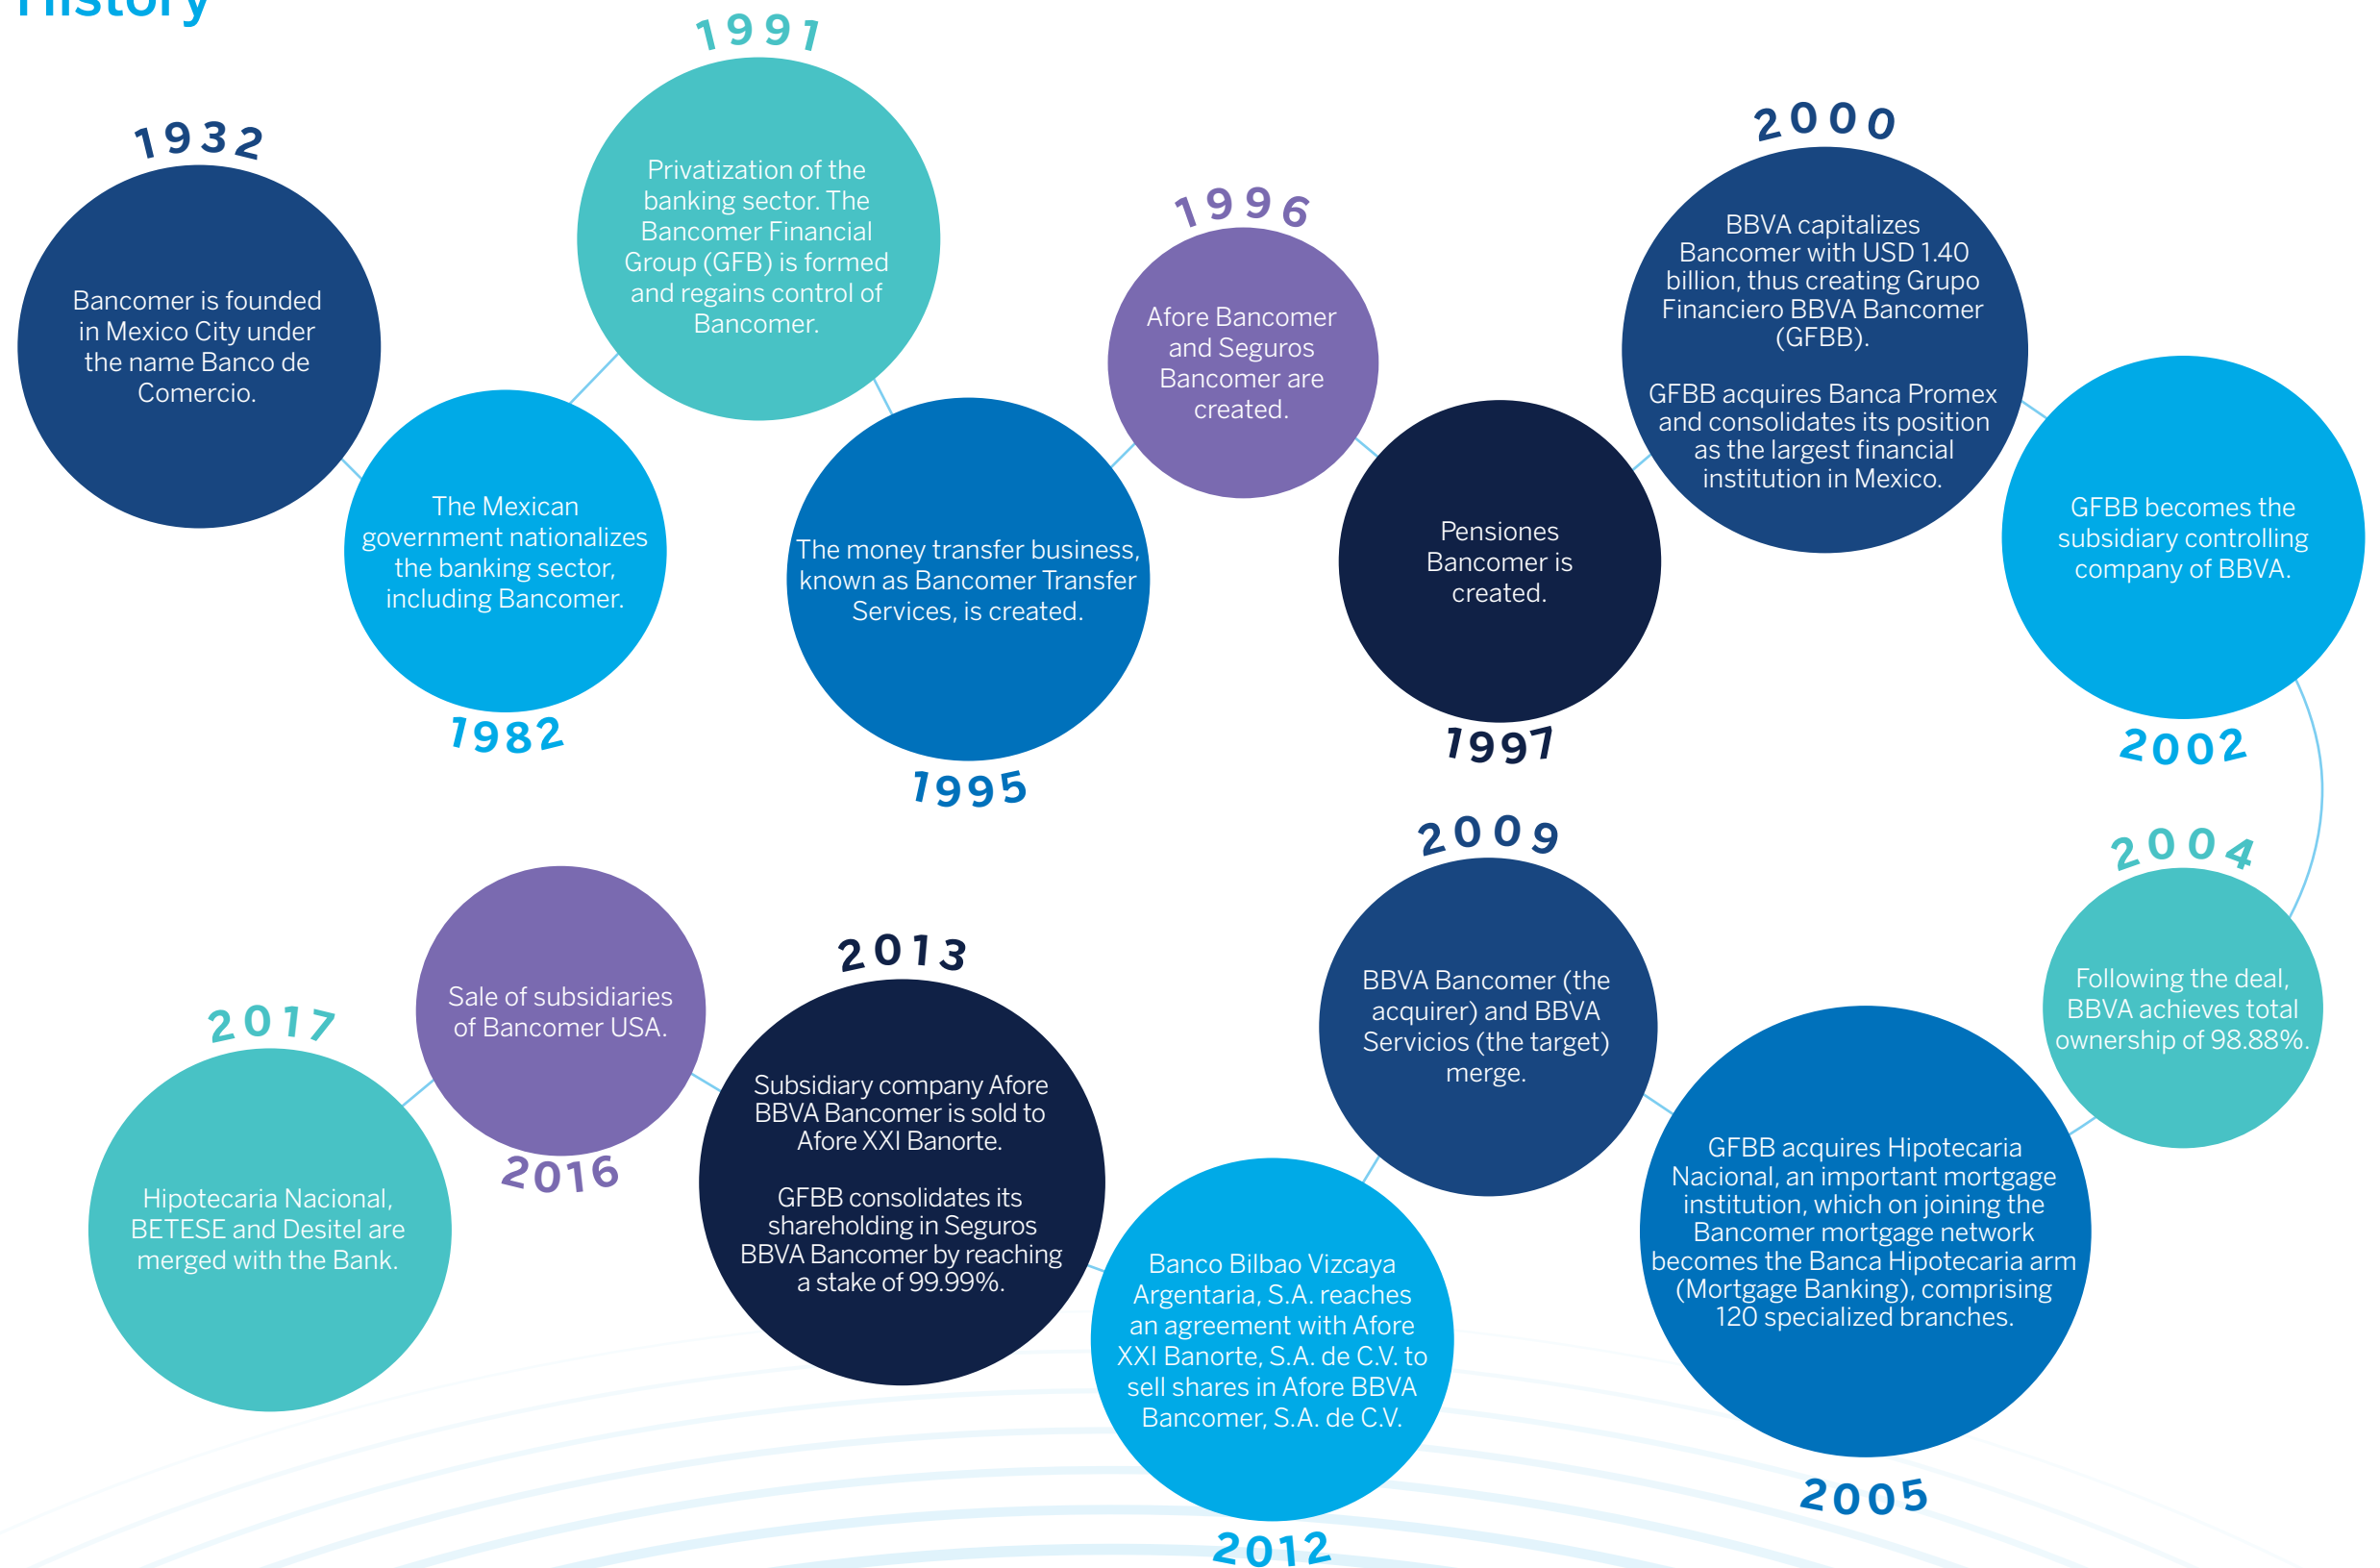 History
1932
Bancomer is founded
in Mexico City under
the name Banco de
Comercio.
The Mexican
government nationalizes
the banking sector,
including Bancomer.
1982
1991
Privatization of the
banking sector. The
Bancomer Financial
Group (GFB) is formed
and regains control of
Bancomer.
The money transfer business,
known as Bancomer Transfer
Services, is created.
1995
1996
Afore Bancomer
and Seguros
Bancomer are
created.
Pensiones
Bancomer is
created.
1997
2000
BBVA capitalizes
Bancomer with USD 1.40
billion, thus creating Grupo
Financiero BBVA Bancomer
(GFBB).
GFBB acquires Banca Promex
and consolidates its position
as the largest financial
institution in Mexico.
GFBB becomes the
subsidiary controlling
company of BBVA.
2002
2004
Following the deal,
BBVA achieves total
ownership of 98.88%.
GFBB acquires Hipotecaria
Nacional, an important mortgage
institution, which on joining the
Bancomer mortgage network
becomes the Banca Hipotecaria arm
(Mortgage Banking), comprising
120 specialized branches.
2005
2009
BBVA Bancomer (the
acquirer) and BBVA
Servicios (the target)
merge.
Banco Bilbao Vizcaya
Argentaria, S.A. reaches
an agreement with Afore
XXI Banorte, S.A. de C.V. to
sell shares in Afore BBVA
Bancomer, S.A. de C.V.
2012
2013
Subsidiary company Afore
BBVA Bancomer is sold to
Afore XXI Banorte.
GFBB consolidates its
shareholding in Seguros
BBVA Bancomer by reaching
a stake of 99.99%.
Sale of subsidiaries
of Bancomer USA.
2016
2017
Hipotecaria Nacional,
BETESE and Desitel are
merged with the Bank.